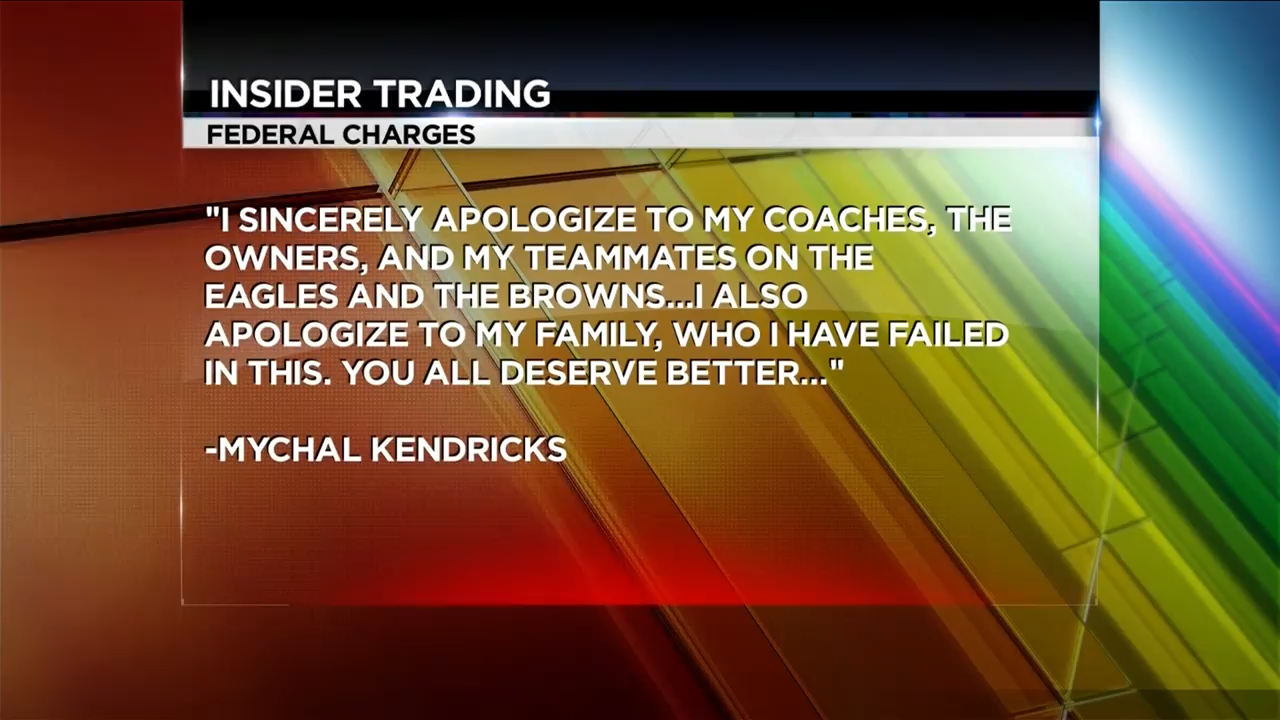 INSIDER TRADING
FEDERAL CHARGES
"I SINCERELY APOLOGIZE TO MY COACHES, THE
OWNERS, AND MY TEAMMATES ON THE
EAGLES AND THE BROWNS...I ALSO
APOLOGIZE TO MY FAMILY, WHO I HAVE FAILED
IN THIS. YOU ALL DESERVE BETTER..."
-MYCHAL KENDRICKS